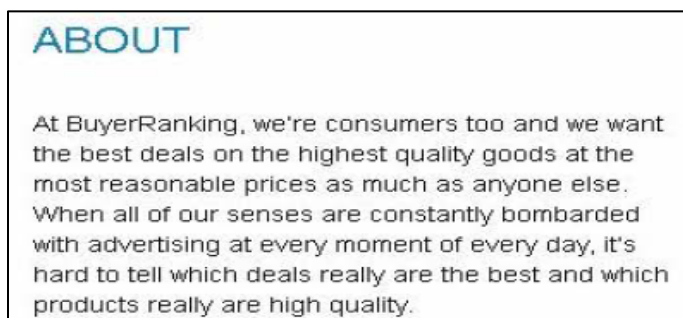 ABOUT
At BuyerRanking, we're consumers too and we want
the best deals on the highest quality goods at the
most reasonable prices as much as anyone else.
When all of our senses are constantly bombarded
with advertising at every moment of every day, it's
hard to tell which deals really are the best and which
products really are high quality.